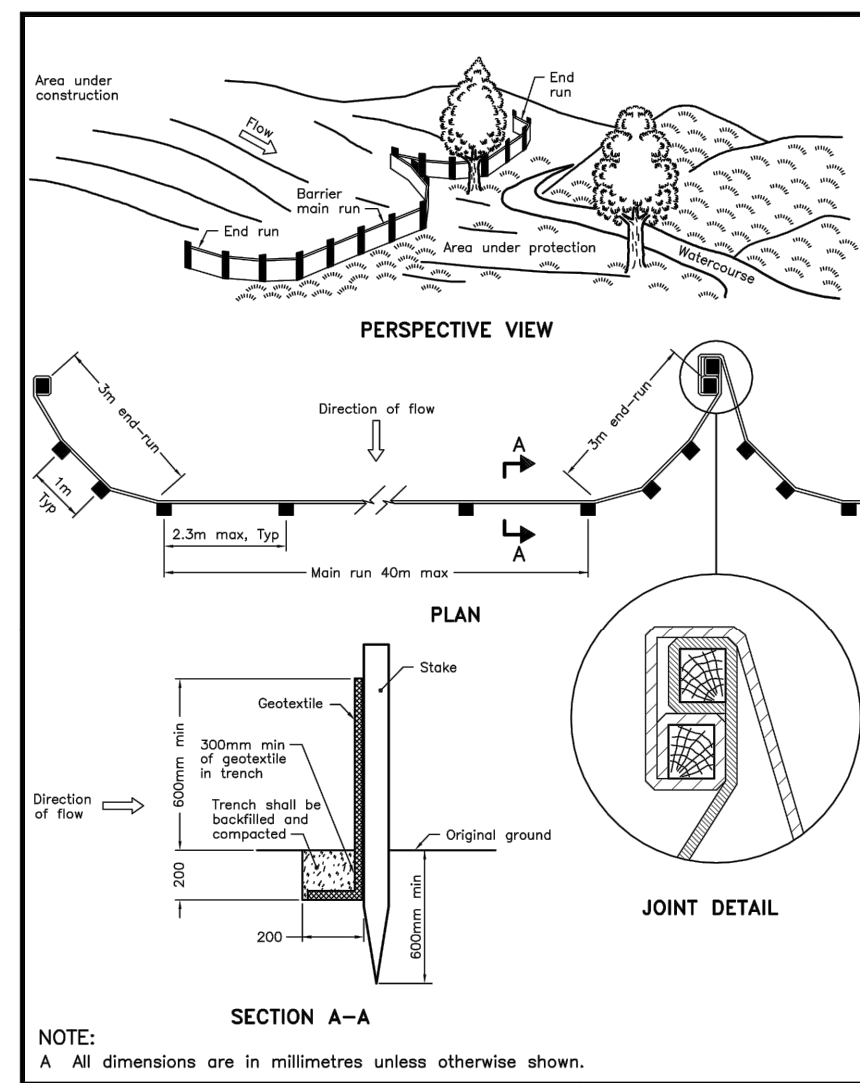 Area under
construction
Flow
End
run
Barrier
main run
End run
Area under protection
Watercourse
PERSPECTIVE VIEW
3m end-run
Direction of flow
3m end-run
A
1m
Typ
2.3m max, Typ
A
Main run 40m max
PLAN
Stake
Geotextile
600mm min
300mm min
of geotextile
in trench
Direction
of flow
Trench shall be
backfilled and
compacted
Original ground
200
600mm min
200
JOINT DETAIL
SECTION A-A
NOTE:
A All dimensions are in millimetres unless otherwise shown.